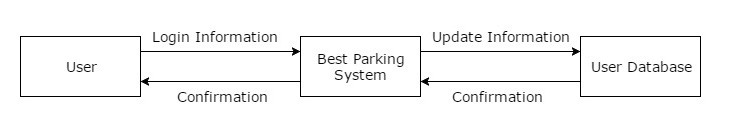 Login Information
Update Information
User
Best Parking
System
User Database
Confirmation
Confirmation